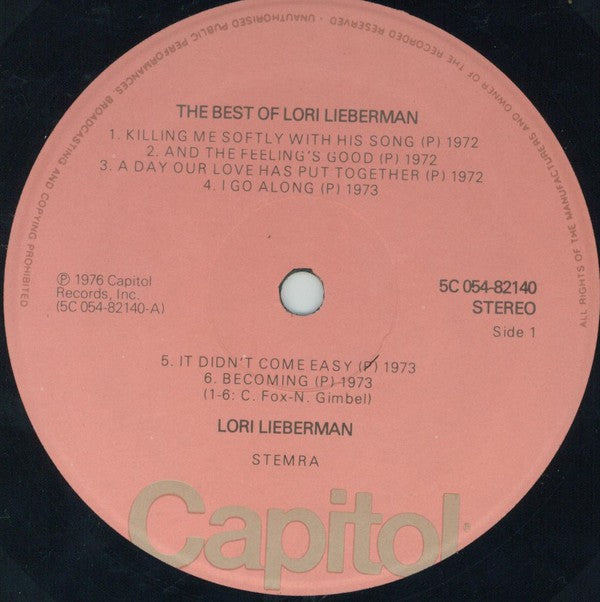 ALL RIGHTS OF THE MANUFACTURERS AND OWNER OF THE RECORDED RESERVED - UNAUTHORISED PUBLIC PERFORMANCES, BROADCASTING AND COPYING PROHIBITED
THE BEST OF LORI LIEBERMAN
1. KILLING ME SOFTLY WITH HIS SONG (P) 1972
2. AND THE FEELING'S GOOD (P) 1972
3. A DAY OUR LOVE HAS PUT TOGETHER (P) 1972
4. I GO ALONG (P) 1973
℗ 1976 Capitol
Records, Inc.
(5C 054-82140-A)
5C 054-82140
STEREO
Side 1
5. IT DIDN'T COME EASY (P) 1973
6. BECOMING (P) 1973
(1-6: C. Fox-N. Gimbel)
LORI LIEBERMAN
STEMRA
Capitol®